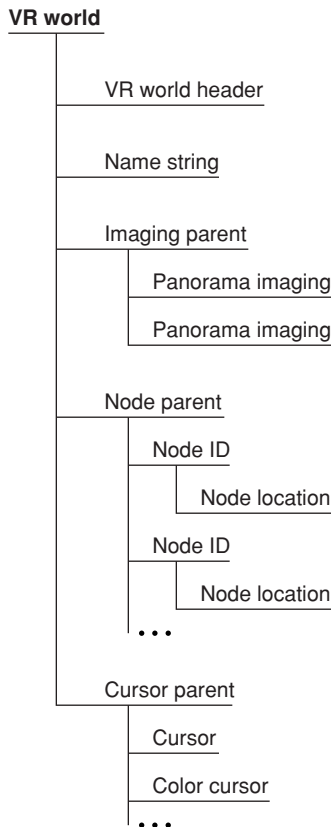 VR world
VR world header
Name string
Imaging parent
Panorama imaging
Panorama imaging
Node parent
Node ID
Node location
Node ID
Node location
• • •
Cursor parent
Cursor
Color cursor
• • •